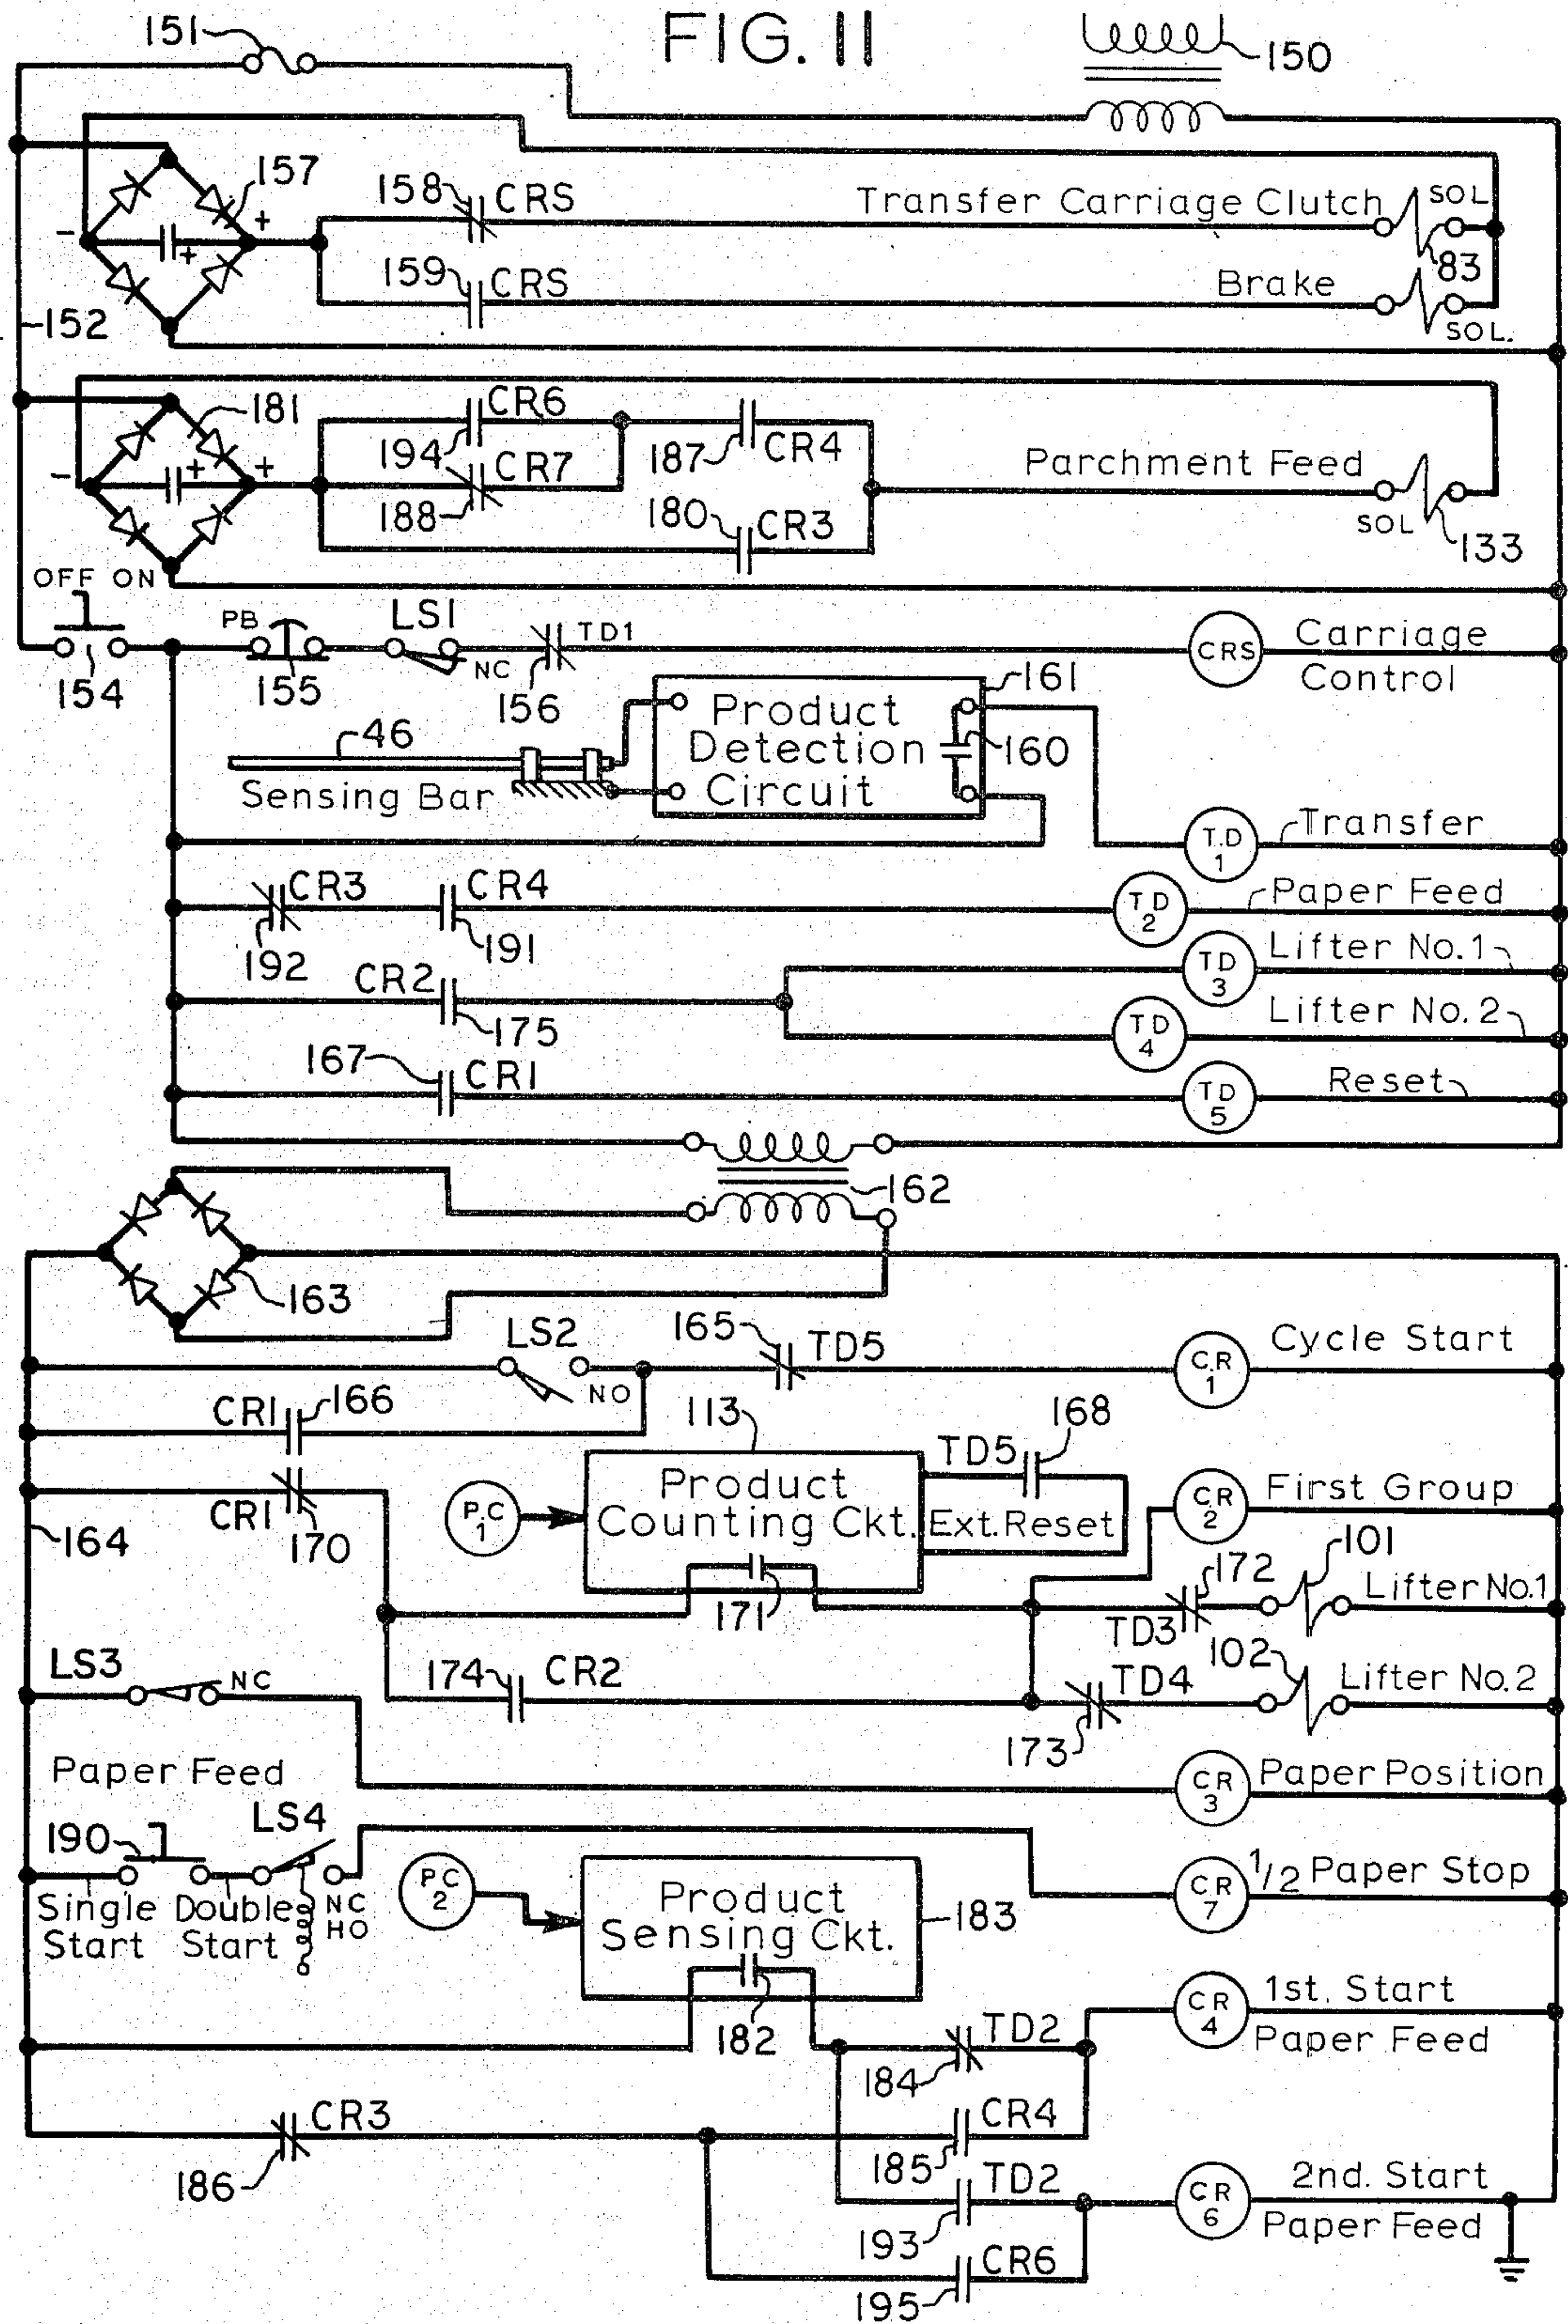 FIG. 11
151
150
157
158 CRS
Transfer Carriage Clutch
SOL
83
- +
+
159 CRS
Brake
SOL.
152
181
CR6
194
CR7
188
187 CR4
180 CR3
Parchment Feed
SOL
133
- +
+
OFF ON
154
PB
155
LS1
NC
TD1
156
CRS
Carriage
Control
46
Sensing Bar
Product
Detection
Circuit
161
160
T.D
1
Transfer
CR3
192
CR4
191
TD
2
Paper Feed
CR2
175
TD
3
Lifter No.1
TD
4
Lifter No. 2
167 CR1
TD
5
Reset
162
163
LS2
NO
165 TD5
C.R
1
Cycle Start
CR1 166
113
Product
Counting Ckt.
TD5 168
Ext. Reset
P.C
1
CR1 170
164
171
C.R
2
First Group
TD3 172
101
Lifter No.1
LS3
NC
174 CR2
TD4
173
102
Lifter No. 2
Paper Feed
CR
3
Paper Position
190
LS4
Single
Start
Double
Start
NC
HO
PC
2
Product
Sensing Ckt.
183
182
CR
7
1/2 Paper Stop
TD2
184
CR
4
1st. Start
Paper Feed
CR3
186
CR4
185
TD2
193
CR
6
2nd. Start
Paper Feed
CR6
195